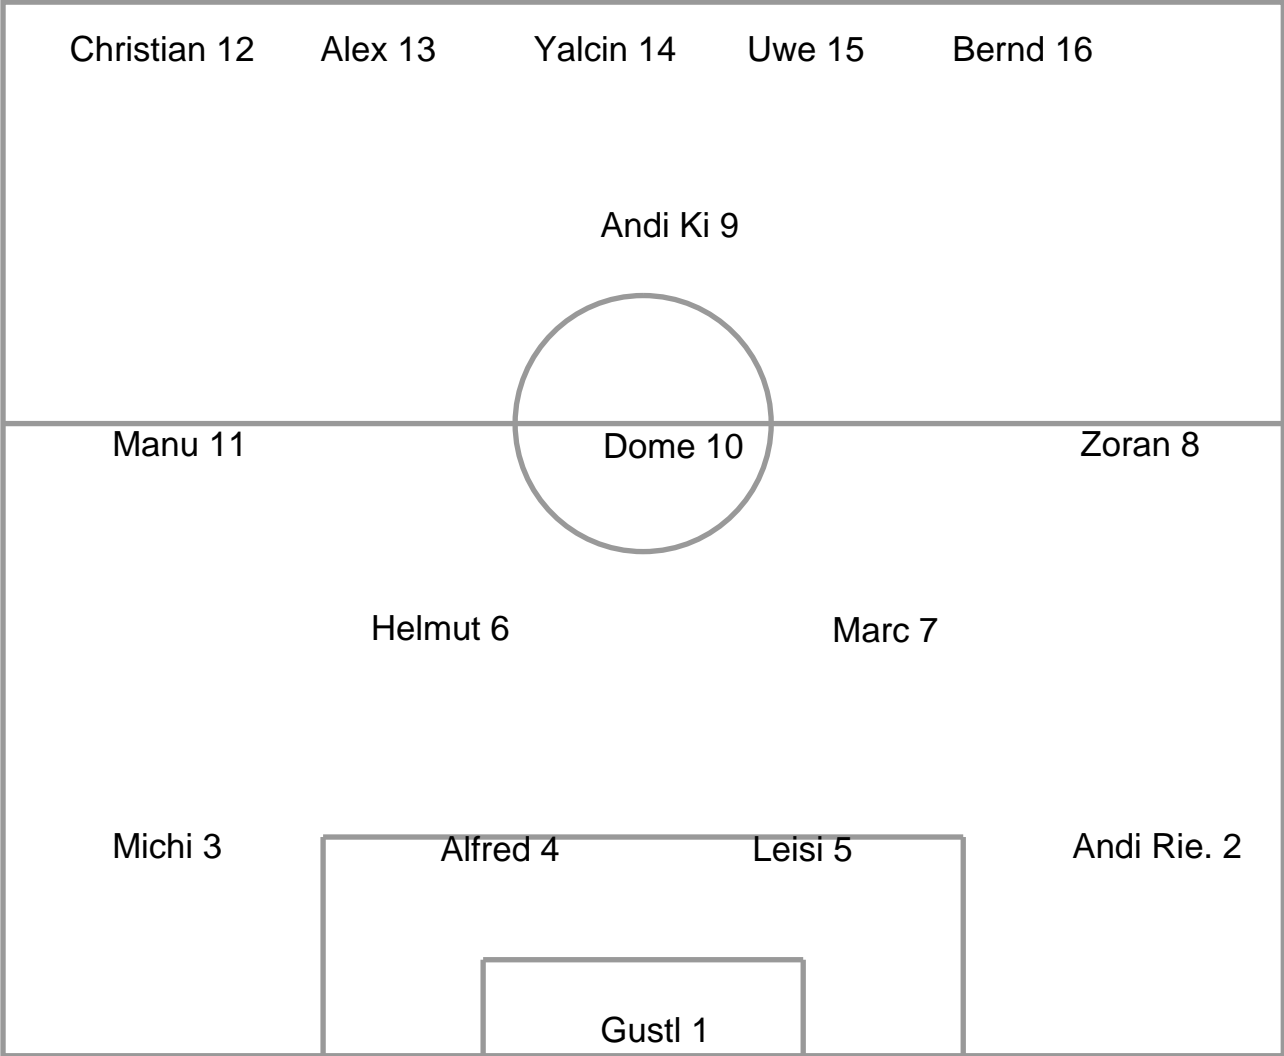 Christian 12 Alex 13 Yalcin 14 Uwe 15 Bernd 16
Andi Ki 9
Manu 11 Dome 10 Zoran 8
Helmut 6 Marc 7
Michi 3 Alfred 4 Leisi 5 Andi Rie. 2
Gustl 1